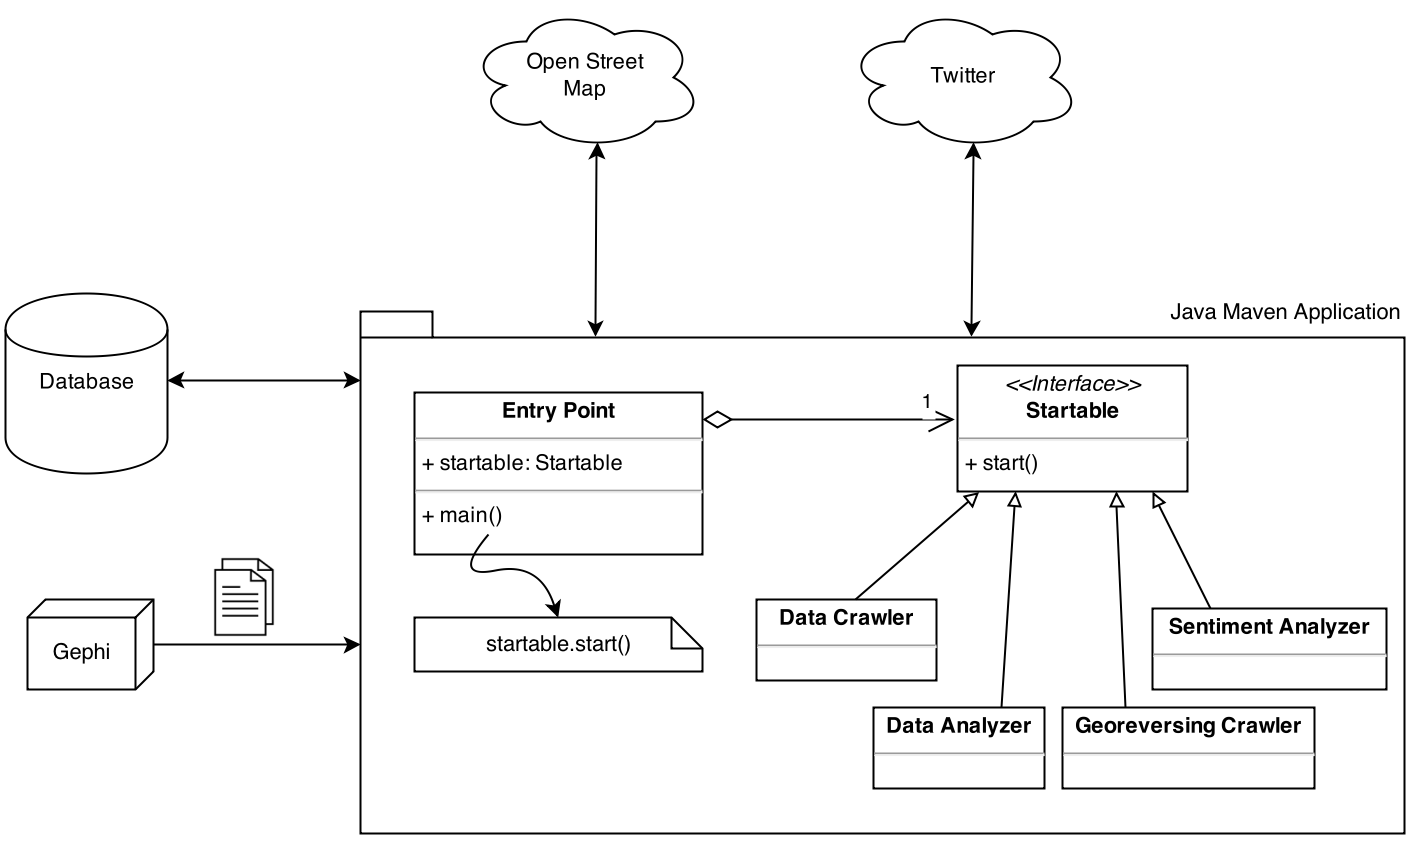 Open Street
Map
Twitter
Java Maven Application
Database
Entry Point
+ startable: Startable
+ main()
startable.start()
1
<<Interface>>
Startable
+ start()
Gephi
Data Crawler
Sentiment Analyzer
Data Analyzer
Georeversing Crawler